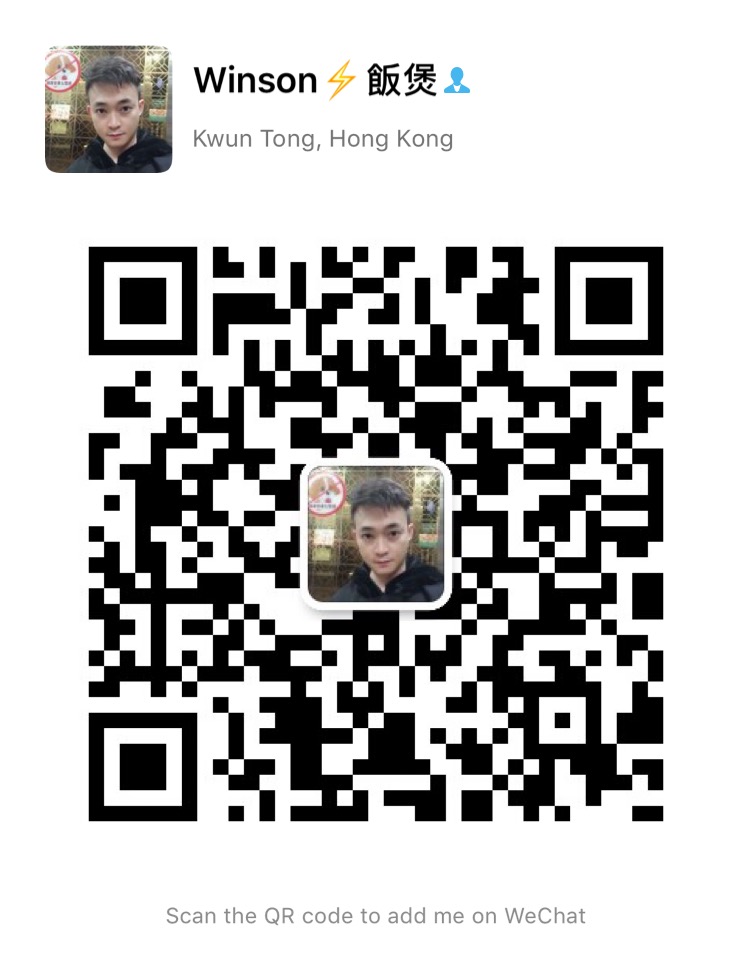 Winson⚡飯煲👤
Kwun Tong, Hong Kong
Scan the QR code to add me on WeChat